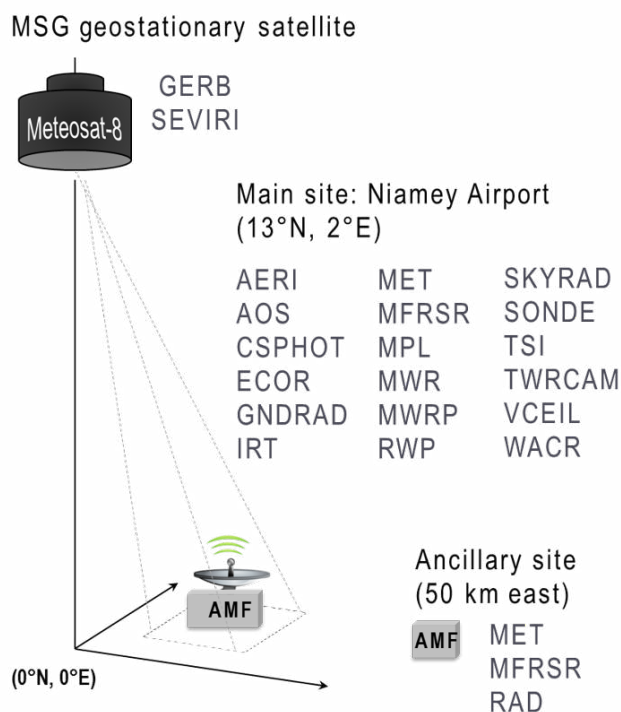 MSG geostationary satellite
GERB
SEVIRI
Meteosat-8
Main site: Niamey Airport
(13°N, 2°E)
AERI MET SKYRAD
AOS MFRSR SONDE
CSPHOT MPL TSI
ECOR MWR TWRCAM
GNDRAD MWRP VCEIL
IRT RWP WACR
AMF
(0°N, 0°E)
Ancillary site
(50 km east)
AMF MET
MFRSR
RAD